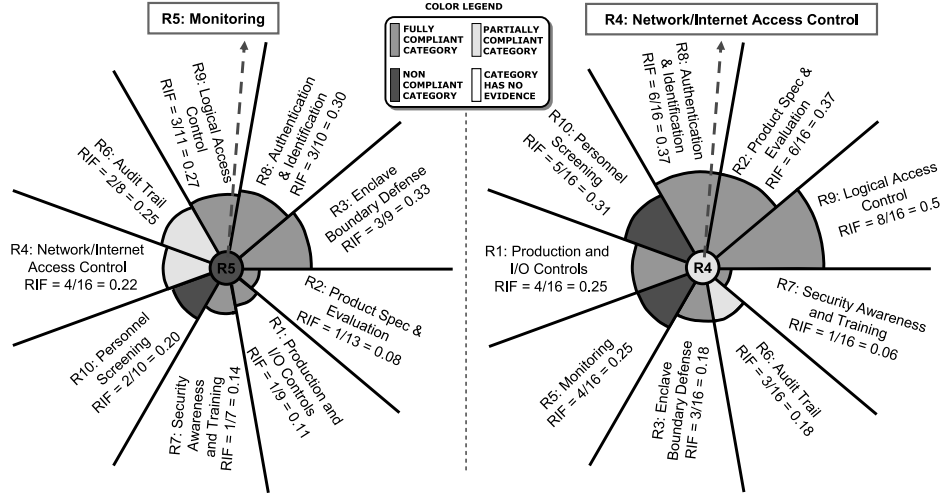 R5: Monitoring
COLOR LEGEND
FULLY
COMPLIANT
CATEGORY
PARTIALLY
COMPLIANT
CATEGORY
NON
COMPLIANT
CATEGORY
CATEGORY
HAS NO
EVIDENCE
R4: Network/Internet Access Control
R9: Logical Access
Control
RIF = 3/11 = 0.27
R8: Authentication
& Identification
RIF = 3/10 = 0.30
R3: Enclave
Boundary Defense
RIF = 3/9 = 0.33
R6: Audit Trail
RIF = 2/8
= 0.25
R4: Network/Internet
Access Control
RIF = 4/16 = 0.22
R5
R2: Product Spec &
Evaluation
RIF = 1/13 = 0.08
R10: Personnel
Screening
RIF = 2/10 = 0.20
R7: Security
Awareness
and Training
RIF = 1/7 = 0.14
R1: Production and
I/O Controls
RIF = 1/9 =
0.11
R8: Authentication
& Identification
RIF = 6/16 =
0.37
R2: Product Spec &
Evaluation
RIF = 6/16 = 0.37
R10: Personnel
Screening
RIF = 5/16 =
0.31
R9: Logical Access
Control
RIF = 8/16 = 0.5
R1: Production and
I/O Controls
RIF = 4/16 = 0.25
R4
R7: Security Awareness
and Training
RIF = 1/16 = 0.06
R5: Monitoring
RIF = 4/16 = 0.25
R3: Enclave
Boundary Defense
RIF = 3/16 = 0.18
R6: Audit Trail
RIF = 3/16
= 0.18